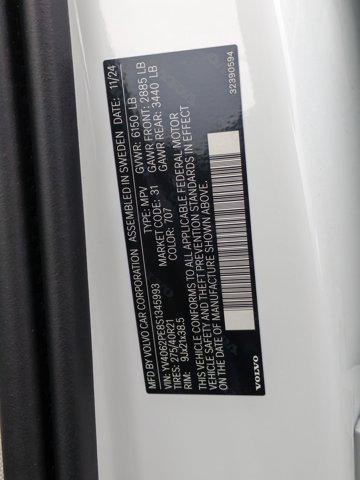 MFD BY VOLVO CAR CORPORATION ASSEMBLED IN SWEDEN DATE: 11/24
YV4062PE8S1345993 GVWR: 6150 LB
TIRES: 275/40R21 TYPE: MPV GAWR FRONT: 2885 LB
9Jx21x38.5 MARKET CODE: 31 GAWR REAR: 3440 LB
COLOR: 707
THIS VEHICLE CONFORMS TO ALL APPLICABLE FEDERAL MOTOR
VEHICLE SAFETY AND BUMPER PREVENTION STANDARDS IN EFFECT
ON THE DATE OF MANUFACTURE SHOWN ABOVE.
VOLVO 32390594